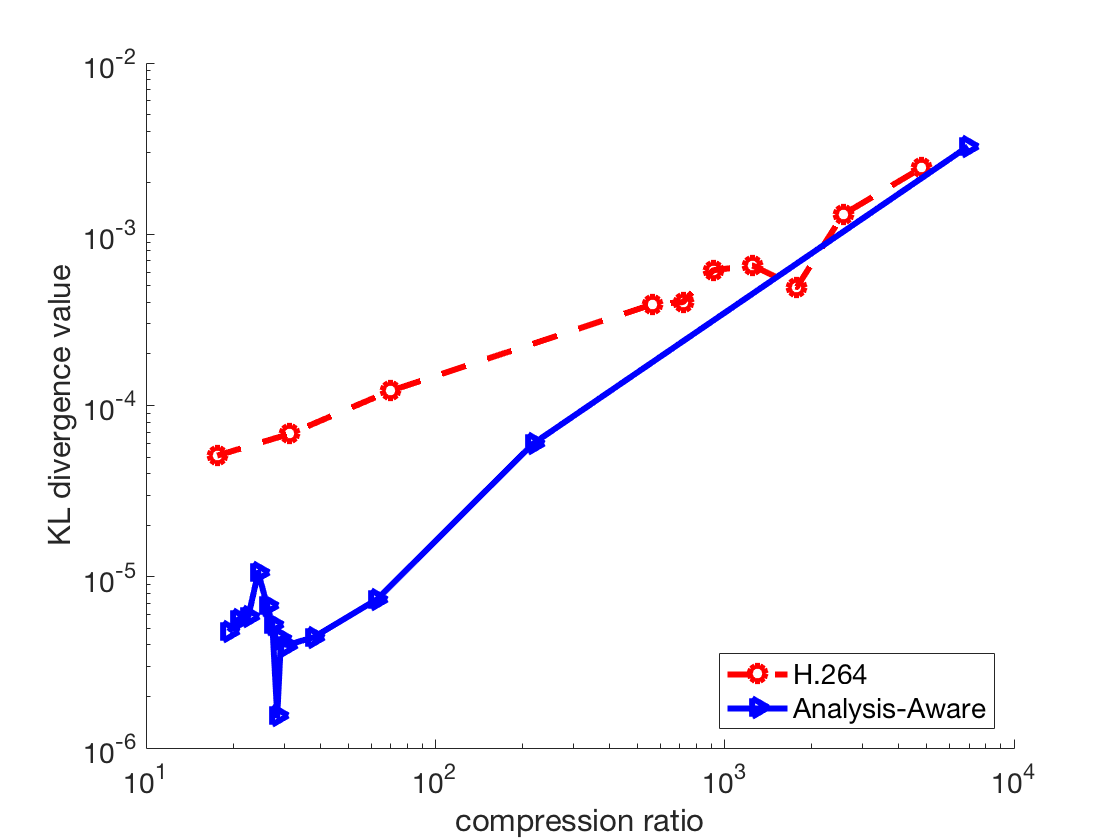 10^-2
10^-3
10^-4
10^-5
10^-6
KL divergence value
10^1
10^2
10^3
10^4
compression ratio
H.264
Analysis-Aware